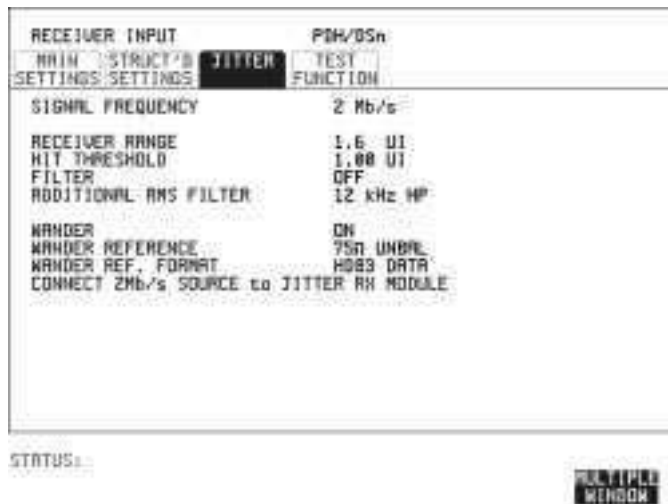 RECEIVER INPUT PDH/DSn
MAIN SETTINGS STRUCT'D SETTINGS JITTER TEST FUNCTION
SIGNAL FREQUENCY 2 Mb/s
RECEIVER RANGE 1.6 UI
HIT THRESHOLD 1.00 UI
FILTER OFF
ADDITIONAL RMS FILTER 12 kHz HP
WANDER ON
WANDER REFERENCE 75Ω UNBAL
WANDER REF. FORMAT HDB3 DATA
CONNECT 2Mb/s SOURCE to JITTER RX MODULE
STATUS:
MULTIPLE
WINDOW